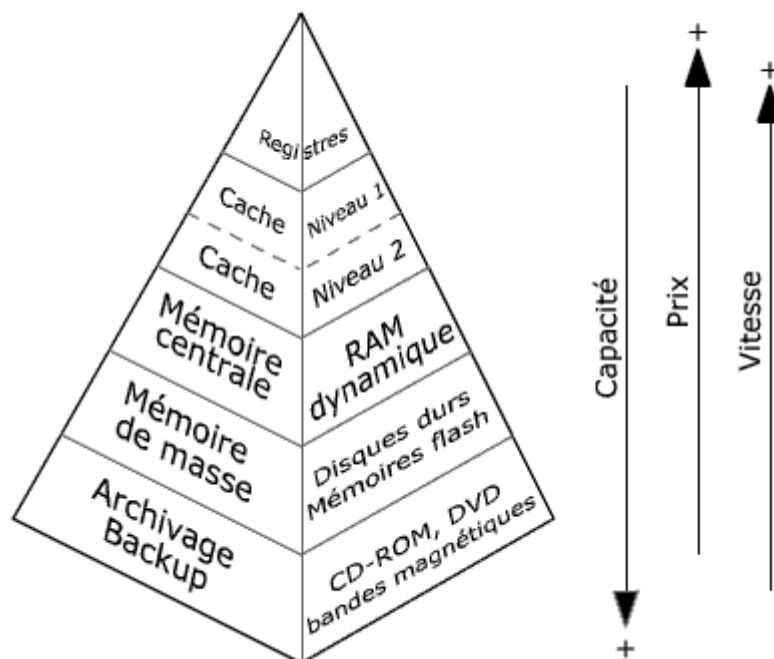 Registres
Cache
Niveau 1
Cache
Niveau 2
Mémoire
centrale
RAM
dynamique
Mémoire
de masse
Disques durs
Mémoires flash
Archivage
Backup
CD-ROM, DVD
bandes magnétiques
Capacité
+
Prix
+
Vitesse
+